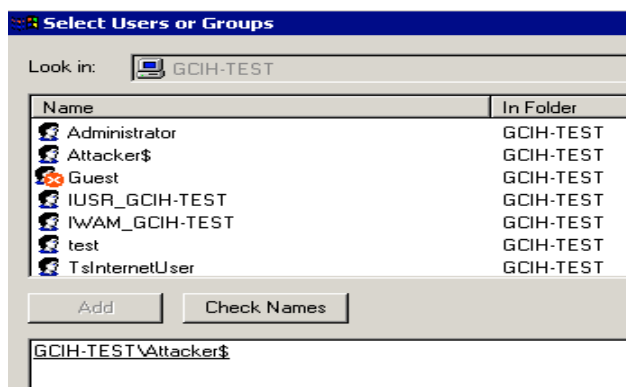 Select Users or Groups
Look in: GCIH-TEST
Name In Folder
Administrator GCIH-TEST
Attacker$ GCIH-TEST
Guest GCIH-TEST
IUSR_GCIH-TEST GCIH-TEST
IWAM_GCIH-TEST GCIH-TEST
test GCIH-TEST
TsInternetUser GCIH-TEST
Add Check Names
GCIH-TEST\Attacker$